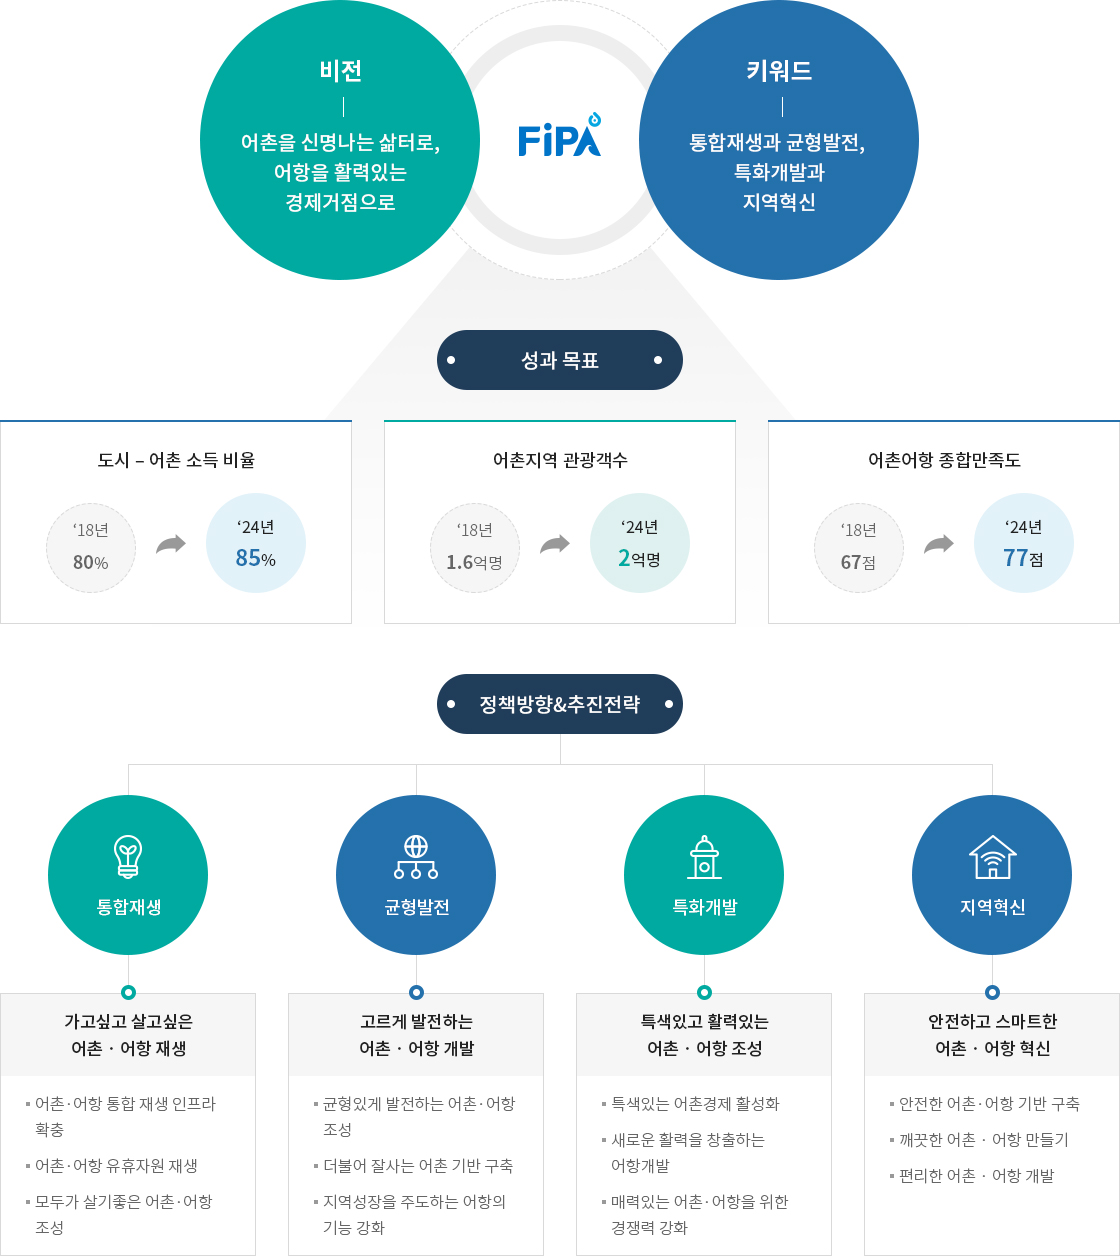 비전
어촌을 신명나는 삶터로,
어항을 활력있는
경제거점으로
FiPA
키워드
통합재생과 균형발전,
특화개발과
지역혁신
성과 목표
도시 – 어촌 소득 비율
‘18년
80%
‘24년
85%
어촌지역 관광객수
‘18년
1.6억명
‘24년
2억명
어촌어항 종합만족도
‘18년
67점
‘24년
77점
정책방향&추진전략
통합재생
균형발전
특화개발
지역혁신
가고싶고 살고싶은
어촌 · 어항 재생
어촌·어항 통합 재생 인프라
확충
어촌·어항 유휴자원 재생
모두가 살기좋은 어촌·어항
조성
고르게 발전하는
어촌 · 어항 개발
균형있게 발전하는 어촌·어항
조성
더불어 잘사는 어촌 기반 구축
지역성장을 주도하는 어항의
기능 강화
특색있고 활력있는
어촌 · 어항 조성
특색있는 어촌경제 활성화
새로운 활력을 창출하는
어항개발
매력있는 어촌·어항을 위한
경쟁력 강화
안전하고 스마트한
어촌 · 어항 혁신
안전한 어촌·어항 기반 구축
깨끗한 어촌 · 어항 만들기
편리한 어촌 · 어항 개발